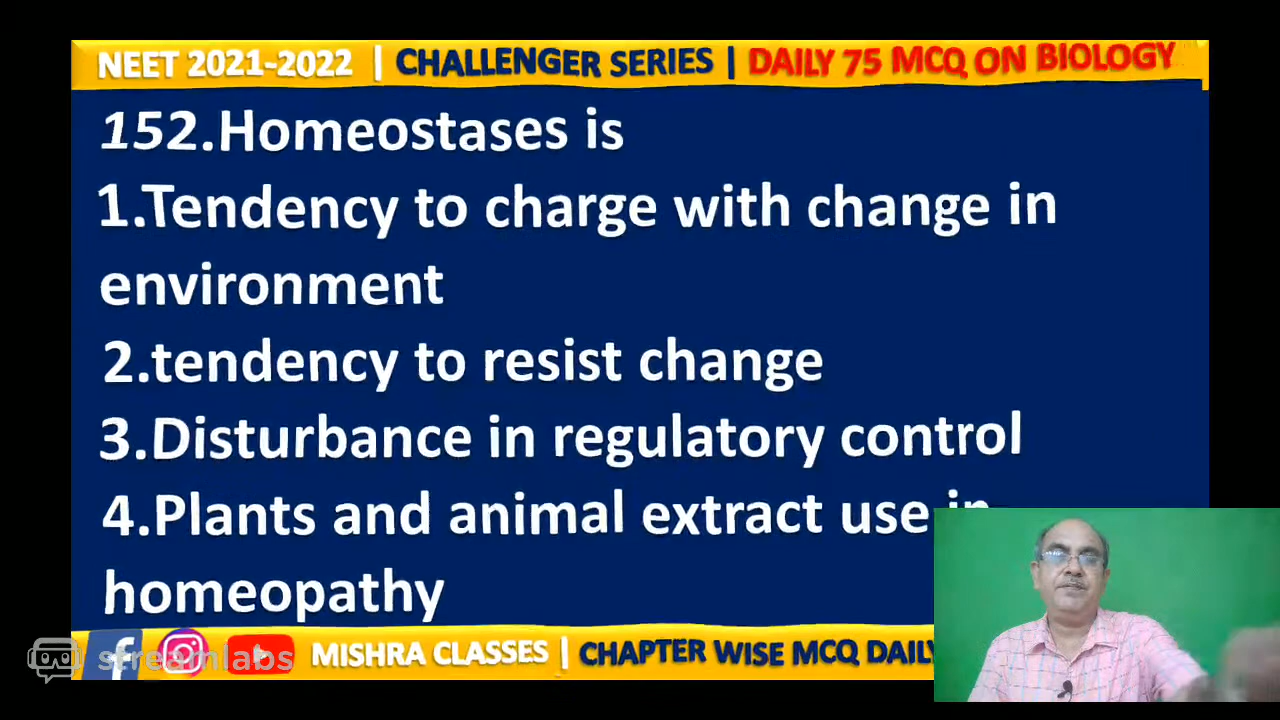 NEET 2021-2022 | CHALLENGER SERIES | DAILY 75 MCQ ON BIOLOGY
152.Homeostases is
1.Tendency to charge with change in
environment
2.tendency to resist change
3.Disturbance in regulatory control
4.Plants and animal extract use in
homeopathy
streamlabs
MISHRA CLASSES | CHAPTER WISE MCQ DAILY